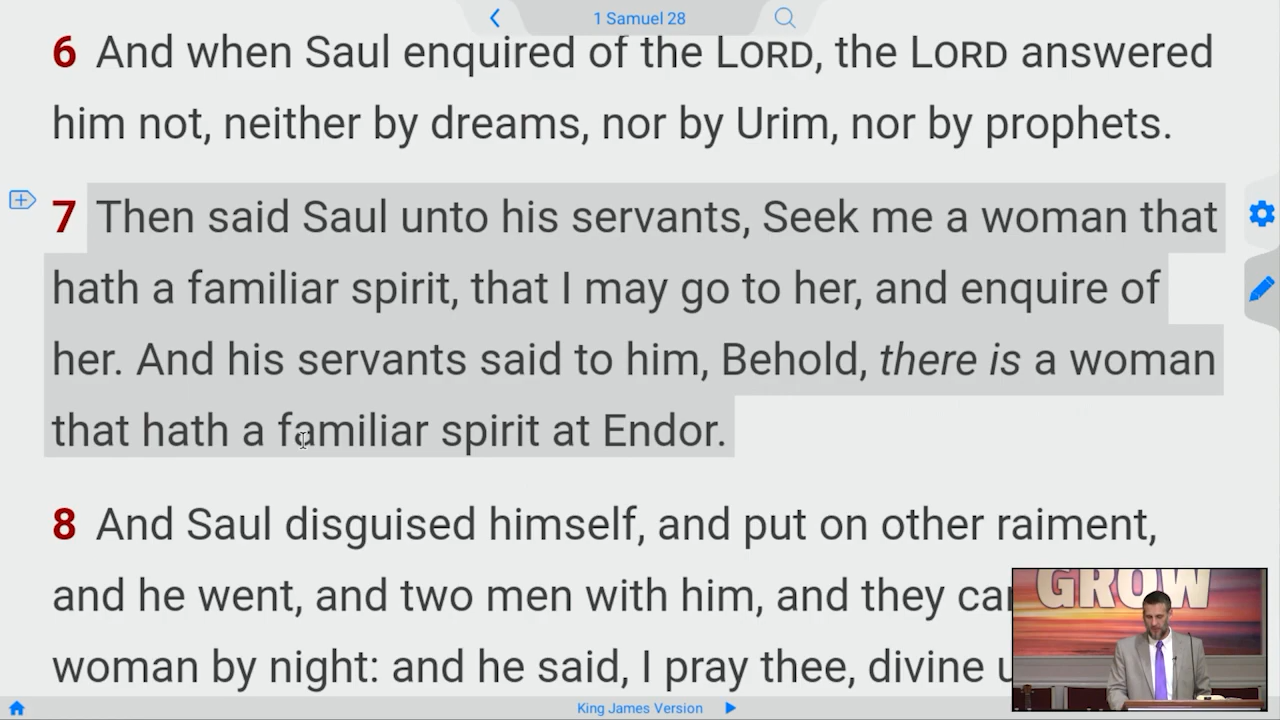 1 Samuel 28
6 And when Saul enquired of the LORD, the LORD answered
him not, neither by dreams, nor by Urim, nor by prophets.
7 Then said Saul unto his servants, Seek me a woman that
hath a familiar spirit, that I may go to her, and enquire of
her. And his servants said to him, Behold, there is a woman
that hath a familiar spirit at Endor.
8 And Saul disguised himself, and put on other raiment,
and he went, and two men with him, and they
woman by night: and he said, I pray thee, divine
GROW
King James Version